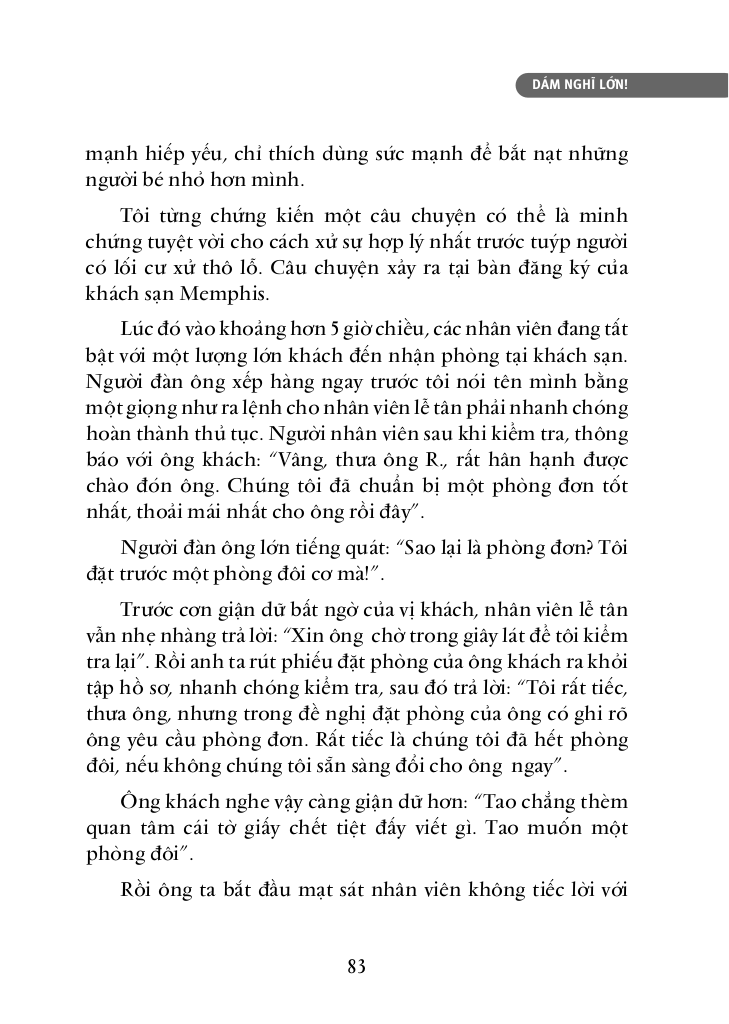 DÁM NGHĨ LỚN!
mạnh hiếp yếu, chỉ thích dùng sức mạnh để bắt nạt những
người bé nhỏ hơn mình.
Tôi từng chứng kiến một câu chuyện có thể là minh
chứng tuyệt vời cho cách xử sự hợp lý nhất trước tuýp người
có lối cư xử thô lỗ. Câu chuyện xảy ra tại bàn đăng ký của
khách sạn Memphis.
Lúc đó vào khoảng hơn 5 giờ chiều, các nhân viên đang tất
bật với một lượng lớn khách đến nhận phòng tại khách sạn.
Người đàn ông xếp hàng ngay trước tôi nói tên mình bằng
một giọng như ra lệnh cho nhân viên lễ tân phải nhanh chóng
hoàn thành thủ tục. Người nhân viên sau khi kiểm tra, thông
báo với ông khách: “Vâng, thưa ông R., rất hân hạnh được
chào đón ông. Chúng tôi đã chuẩn bị một phòng đơn tốt
nhất, thoải mái nhất cho ông rồi đây”.
Người đàn ông lớn tiếng quát: “Sao lại là phòng đơn? Tôi
đặt trước một phòng đôi cơ mà!”.
Trước cơn giận dữ bất ngờ của vị khách, nhân viên lễ tân
vẫn nhẹ nhàng trả lời: “Xin ông chờ trong giây lát để tôi kiểm
tra lại”. Rồi anh ta rút phiếu đặt phòng của ông khách ra khỏi
tập hồ sơ, nhanh chóng kiểm tra, sau đó trả lời: “Tôi rất tiếc,
thưa ông, nhưng trong đề nghị đặt phòng của ông có ghi rõ
ông yêu cầu phòng đơn. Rất tiếc là chúng tôi đã hết phòng
đôi, nếu không chúng tôi sẵn sàng đổi cho ông ngay”.
Ông khách nghe vậy càng giận dữ hơn: “Tao chẳng thèm
quan tâm cái tờ giấy chết tiệt đấy viết gì. Tao muốn một
phòng đôi”.
Rồi ông ta bắt đầu mạt sát nhân viên không tiếc lời với
83